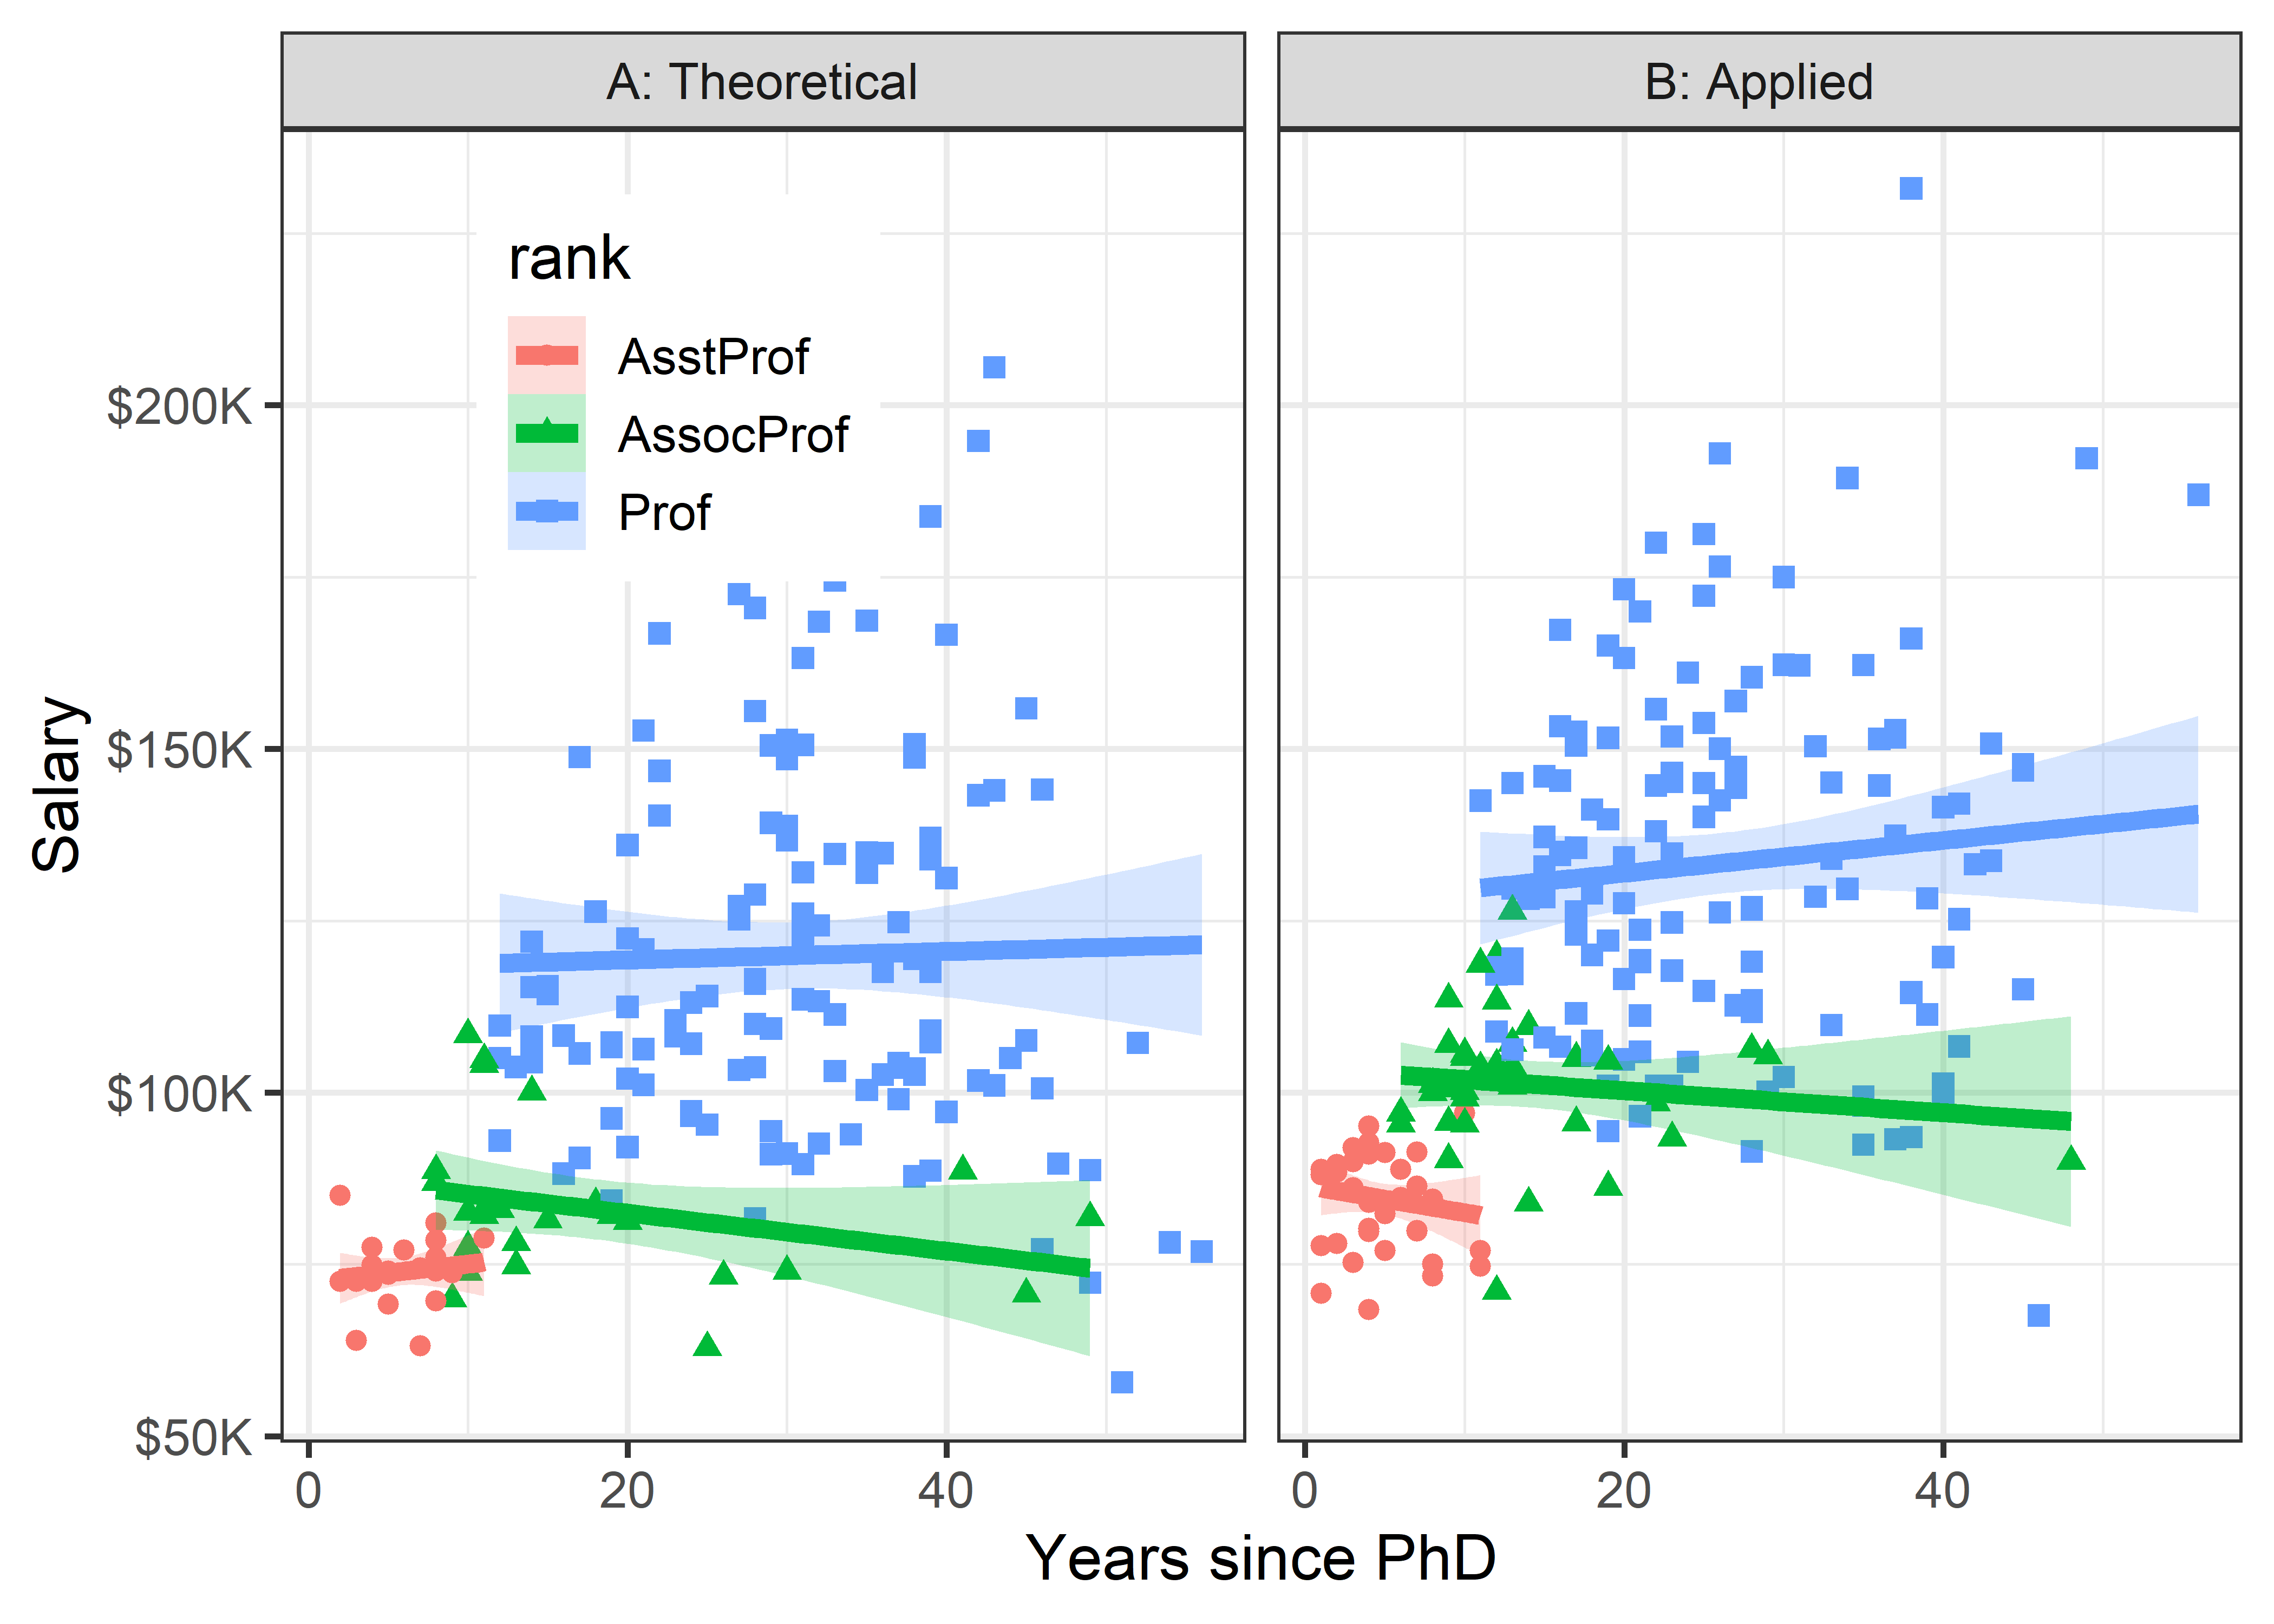 A: Theoretical
B: Applied
rank
AsstProf
AssocProf
Prof
Salary
$200K
$150K
$100K
$50K
0 20 40
0 20 40
Years since PhD